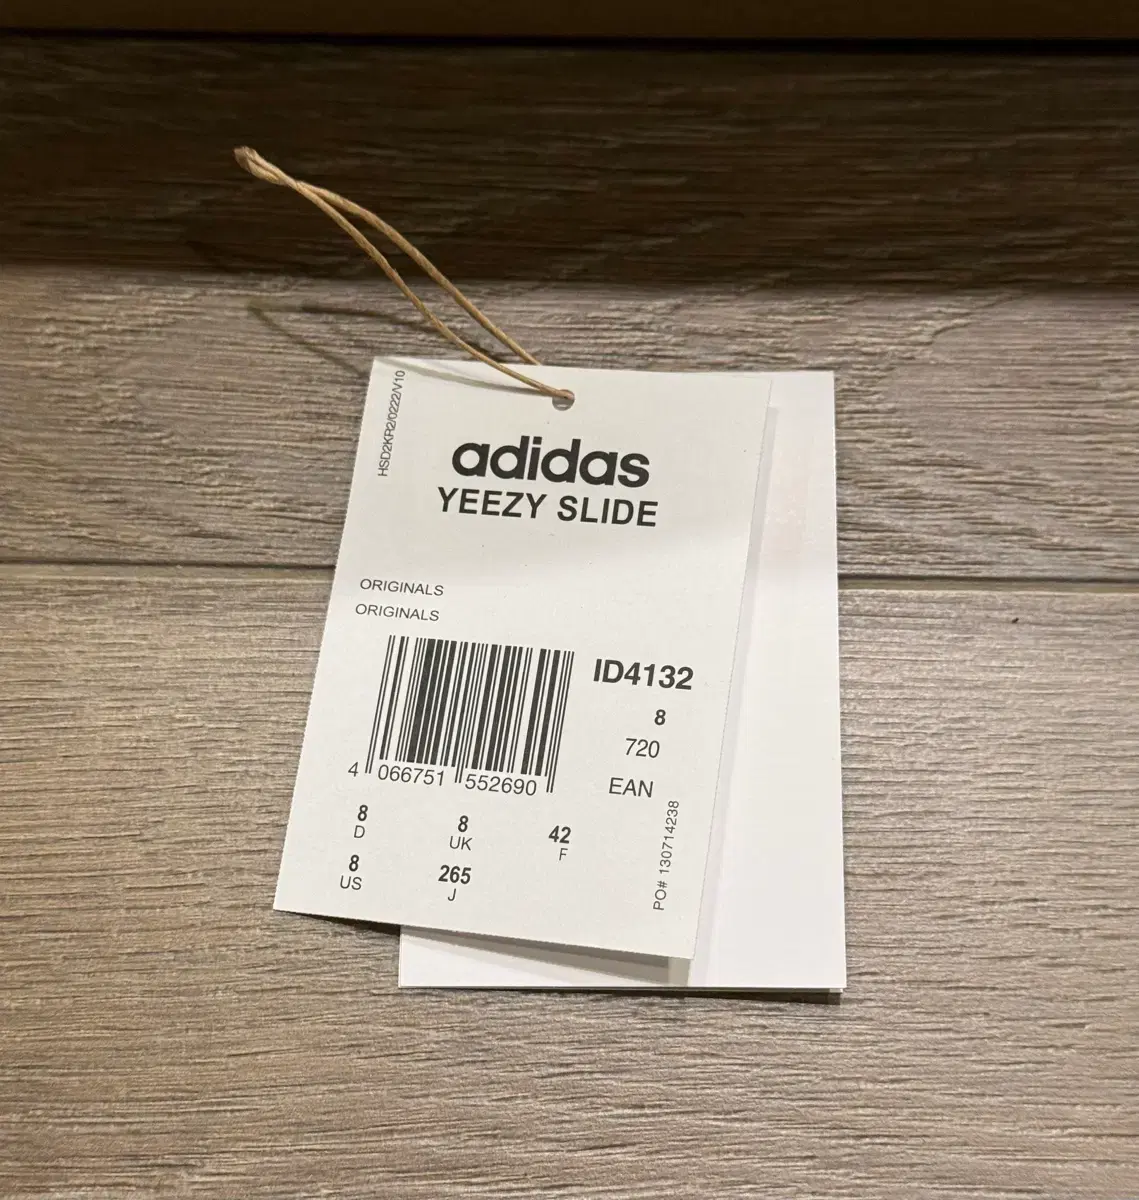 HSD2KR2/0222/V10
adidas
YEEZY SLIDE
ORIGINALS
ORIGINALS
ID4132
8
720
EAN
4 066751 552690
8 8 42
D UK F
8 265
US J
PO# 130714238